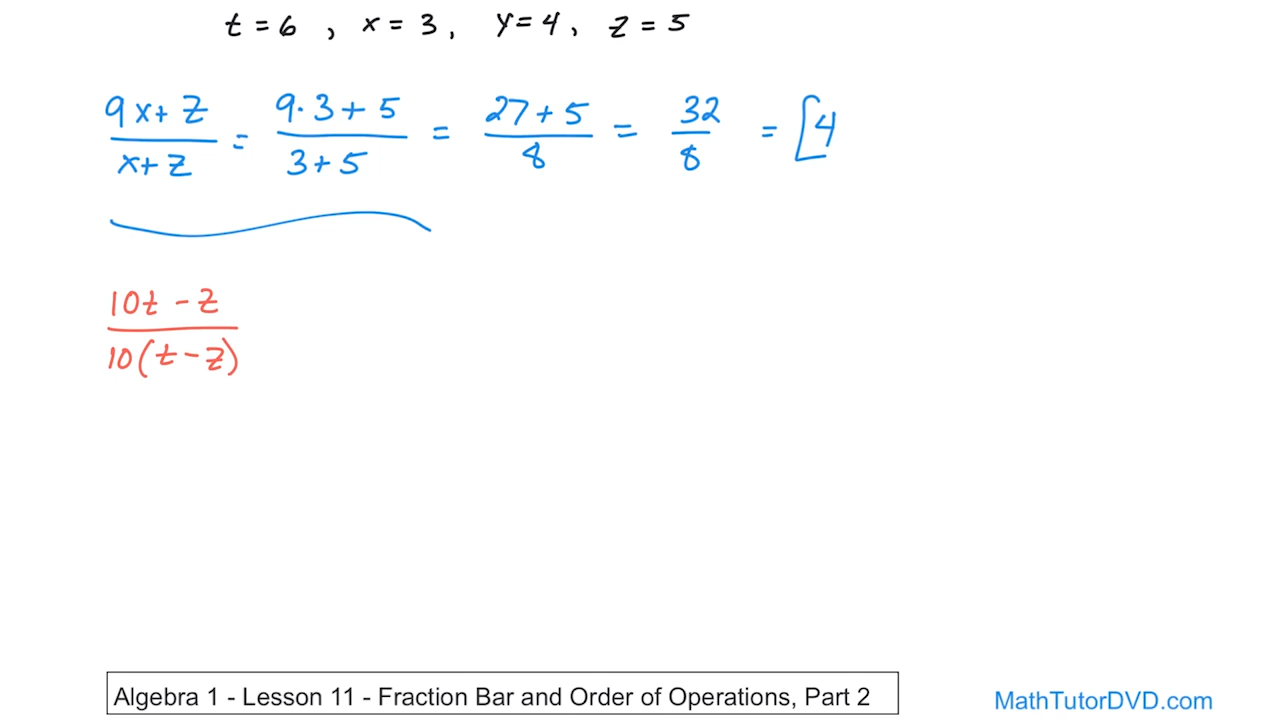 t = 6 , x = 3 , y = 4 , z = 5
9x + z / x + z = 9 · 3 + 5 / 3 + 5 = 27 + 5 / 8 = 32 / 8 = 4
10t - z
10(t - z)
Algebra 1 - Lesson 11 - Fraction Bar and Order of Operations, Part 2
MathTutorDVD.com